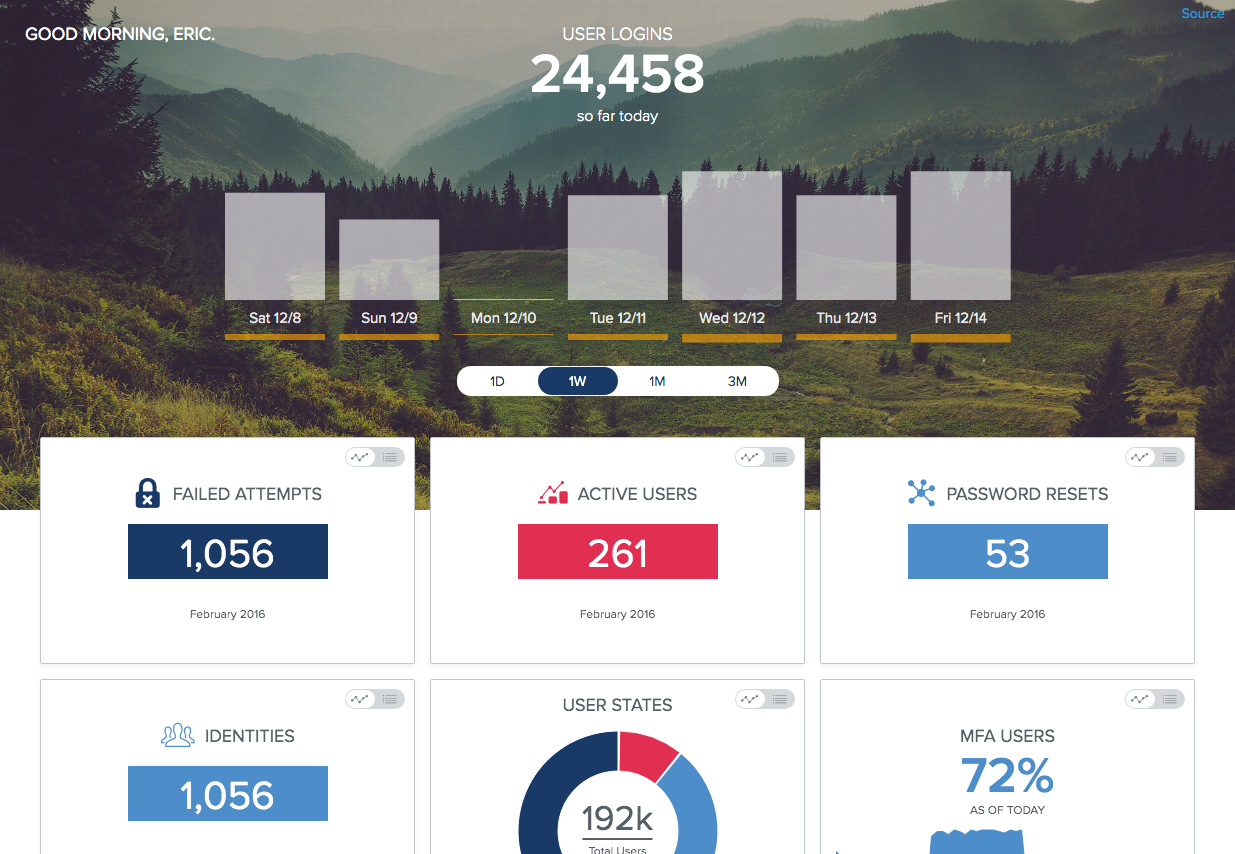 Source
GOOD MORNING, ERIC.
USER LOGINS
24,458
so far today
Sat 12/8
Sun 12/9
Mon 12/10
Tue 12/11
Wed 12/12
Thu 12/13
Fri 12/14
1D
1W
1M
3M
FAILED ATTEMPTS
1,056
February 2016
ACTIVE USERS
261
February 2016
PASSWORD RESETS
53
February 2016
IDENTITIES
1,056
USER STATES
192k
Total Users
MFA USERS
72%
AS OF TODAY